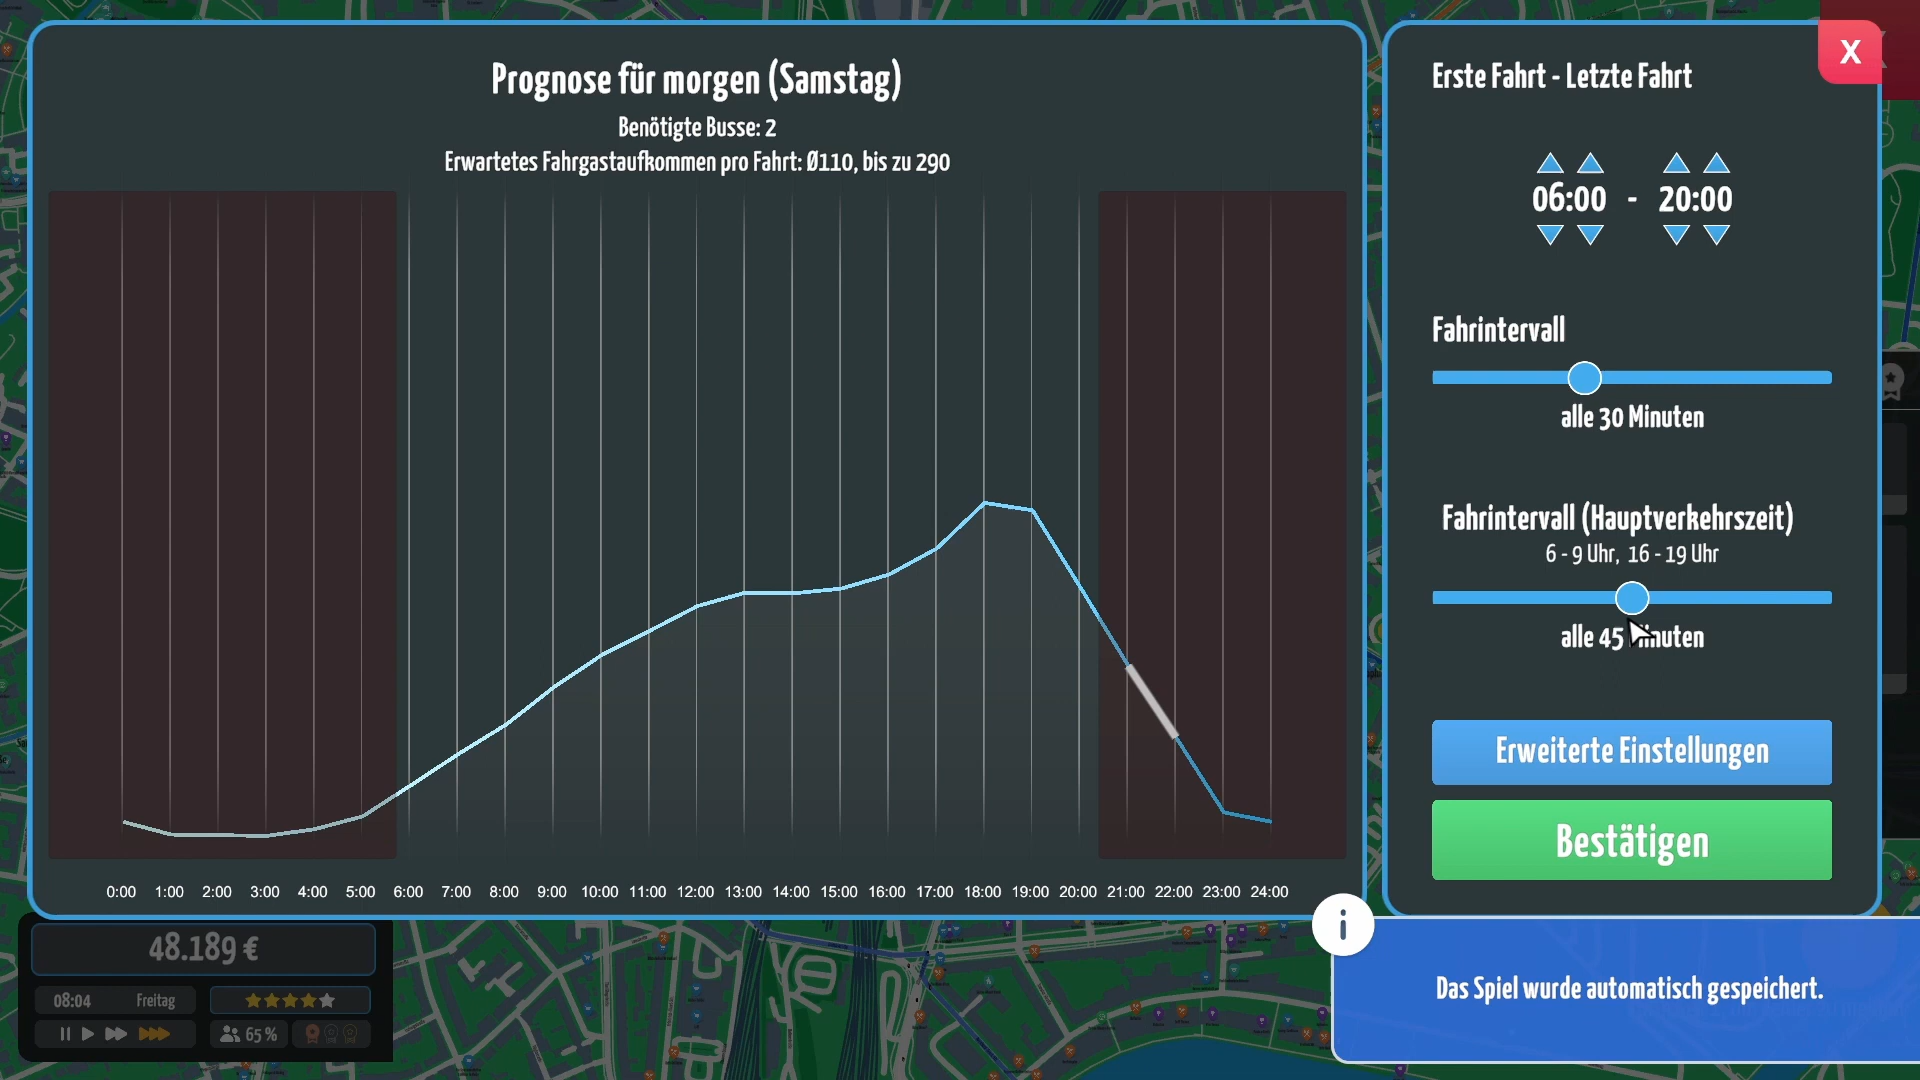 Prognose für morgen (Samstag)
Benötigte Busse: 2
Erwartetes Fahrgastaufkommen pro Fahrt: Ø110, bis zu 290
0:00 1:00 2:00 3:00 4:00 5:00 6:00 7:00 8:00 9:00 10:00 11:00 12:00 13:00 14:00 15:00 16:00 17:00 18:00 19:00 20:00 21:00 22:00 23:00 24:00
X
Erste Fahrt - Letzte Fahrt
06:00 - 20:00
Fahrintervall
alle 30 Minuten
Fahrintervall (Hauptverkehrszeit)
6 - 9 Uhr, 16 - 19 Uhr
alle 45 Minuten
Erweiterte Einstellungen
Bestätigen
48.189 €
08:04 Freitag
65 %
i
Das Spiel wurde automatisch gespeichert.